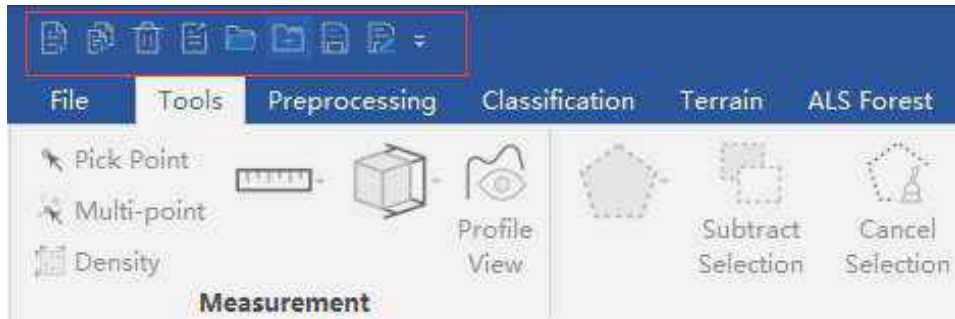 File Tools Preprocessing Classification Terrain ALS Forest
Pick Point
Multi-point
Density
Profile
View
Subtract
Selection
Cancel
Selection
Measurement